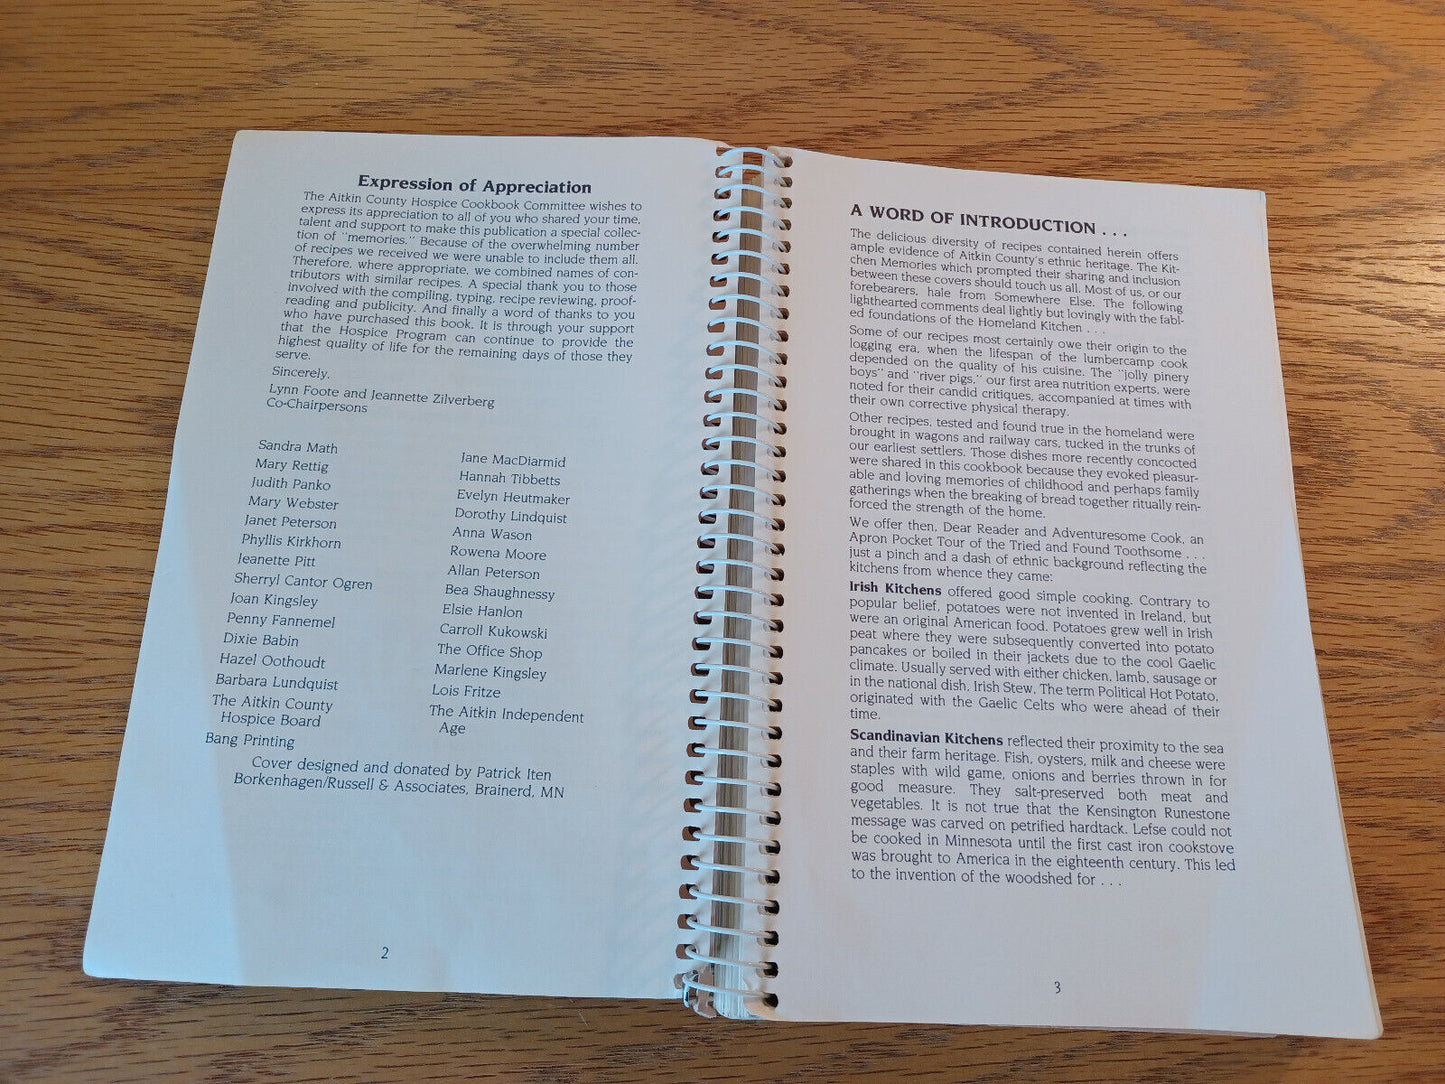 Expression of Appreciation
The Aitkin County Hospice Cookbook Committee wishes to
express its appreciation to all of you who shared your time,
talent and support to make this publication a special collec-
tion of "memories." Because of the overwhelming number
of recipes we received we were unable to include them all.
Therefore, where appropriate, we combined names of con-
tributors with similar recipes. A special thank you to those
involved with the compiling, typing, recipe reviewing, proof-
reading and publicity. And finally a word of thanks to you
who have purchased this book. It is through your support
that the Hospice Program can continue to provide the
highest quality of life for the remaining days of those they
serve.
Sincerely,
Lynn Foote and Jeannette Zilverberg
Co-Chairpersons
Sandra Math
Mary Rettig
Judith Panko
Mary Webster
Janet Peterson
Phyllis Kirkhorn
Jeanette Pitt
Sherryl Cantor Ogren
Joan Kingsley
Penny Fannemel
Dixie Babin
Hazel Oothoudt
Barbara Lundquist
The Aitkin County
Hospice Board
Bang Printing
Jane MacDiarmid
Hannah Tibbetts
Evelyn Heutmaker
Dorothy Lindquist
Anna Wason
Rowena Moore
Allan Peterson
Bea Shaughnessy
Elsie Hanlon
Carroll Kukowski
The Office Shop
Marlene Kingsley
Lois Fritze
The Aitkin Independent
Age
Cover designed and donated by Patrick Iten
Borkenhagen/Russell & Associates, Brainerd, MN
2
A WORD OF INTRODUCTION . . .
The delicious diversity of recipes contained herein offers
ample evidence of Aitkin County's ethnic heritage. The Kit-
chen Memories which prompted their sharing and inclusion
between these covers should touch us all. Most of us, or our
forebearers, hale from Somewhere Else. The following
lighthearted comments deal lightly but lovingly with the fabl-
ed foundations of the Homeland Kitchen . . .
Some of our recipes most certainly owe their origin to the
logging era, when the lifespan of the lumbercamp cook
depended on the quality of his cuisine. The "jolly pinery
boys" and "river pigs," our first area nutrition experts, were
noted for their candid critiques, accompanied at times with
their own corrective physical therapy.
Other recipes, tested and found true in the homeland were
brought in wagons and railway cars, tucked in the trunks of
our earliest settlers. Those dishes more recently concocted
were shared in this cookbook because they evoked pleasur-
able and loving memories of childhood and perhaps family
gatherings when the breaking of bread together ritually rein-
forced the strength of the home.
We offer then, Dear Reader and Adventuresome Cook, an
Apron Pocket Tour of the Tried and Found Toothsome . . .
just a pinch and a dash of ethnic background reflecting the
kitchens from whence they came:
Irish Kitchens offered good simple cooking. Contrary to
popular belief, potatoes were not invented in Ireland, but
were an original American food. Potatoes grew well in Irish
peat where they were subsequently converted into potato
pancakes or boiled in their jackets due to the cool Gaelic
climate. Usually served with either chicken, lamb, sausage or
in the national dish, Irish Stew. The term Political Hot Potato,
originated with the Gaelic Celts who were ahead of their
time.
Scandinavian Kitchens reflected their proximity to the sea
and their farm heritage. Fish, oysters, milk and cheese were
staples with wild game, onions and berries thrown in for
good measure. They salt-preserved both meat and
vegetables. It is not true that the Kensington Runestone
message was carved on petrified hardtack. Lefse could not
be cooked in Minnesota until the first cast iron cookstove
was brought to America in the eighteenth century. This led
to the invention of the woodshed for . . .
3